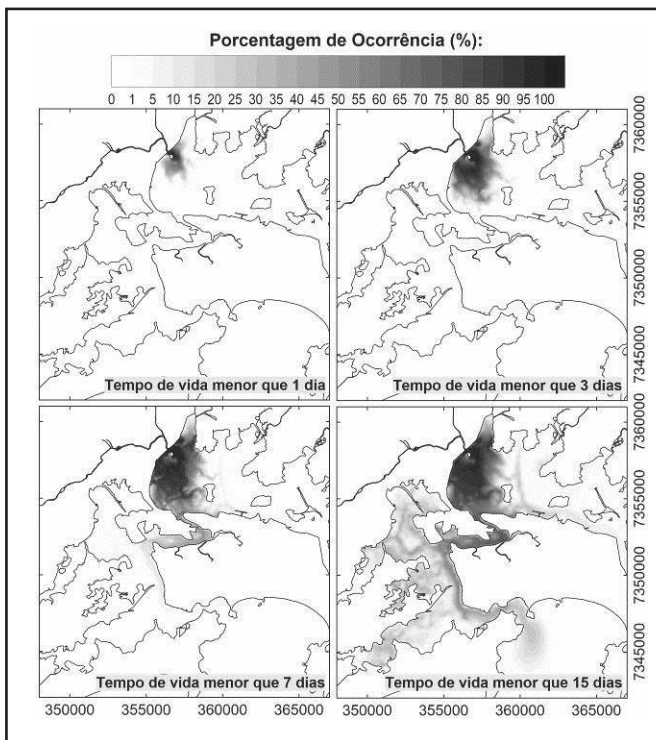 Porcentagem de Ocorrência (%):
0 1 5 10 15 20 25 30 35 40 45 50 55 60 65 70 75 80 85 90 95 100
7360000
7355000
7350000
7345000
Tempo de vida menor que 1 dia
Tempo de vida menor que 3 dias
7360000
7355000
7350000
7345000
Tempo de vida menor que 7 dias
Tempo de vida menor que 15 dias
350000 355000 360000 365000
350000 355000 360000 365000